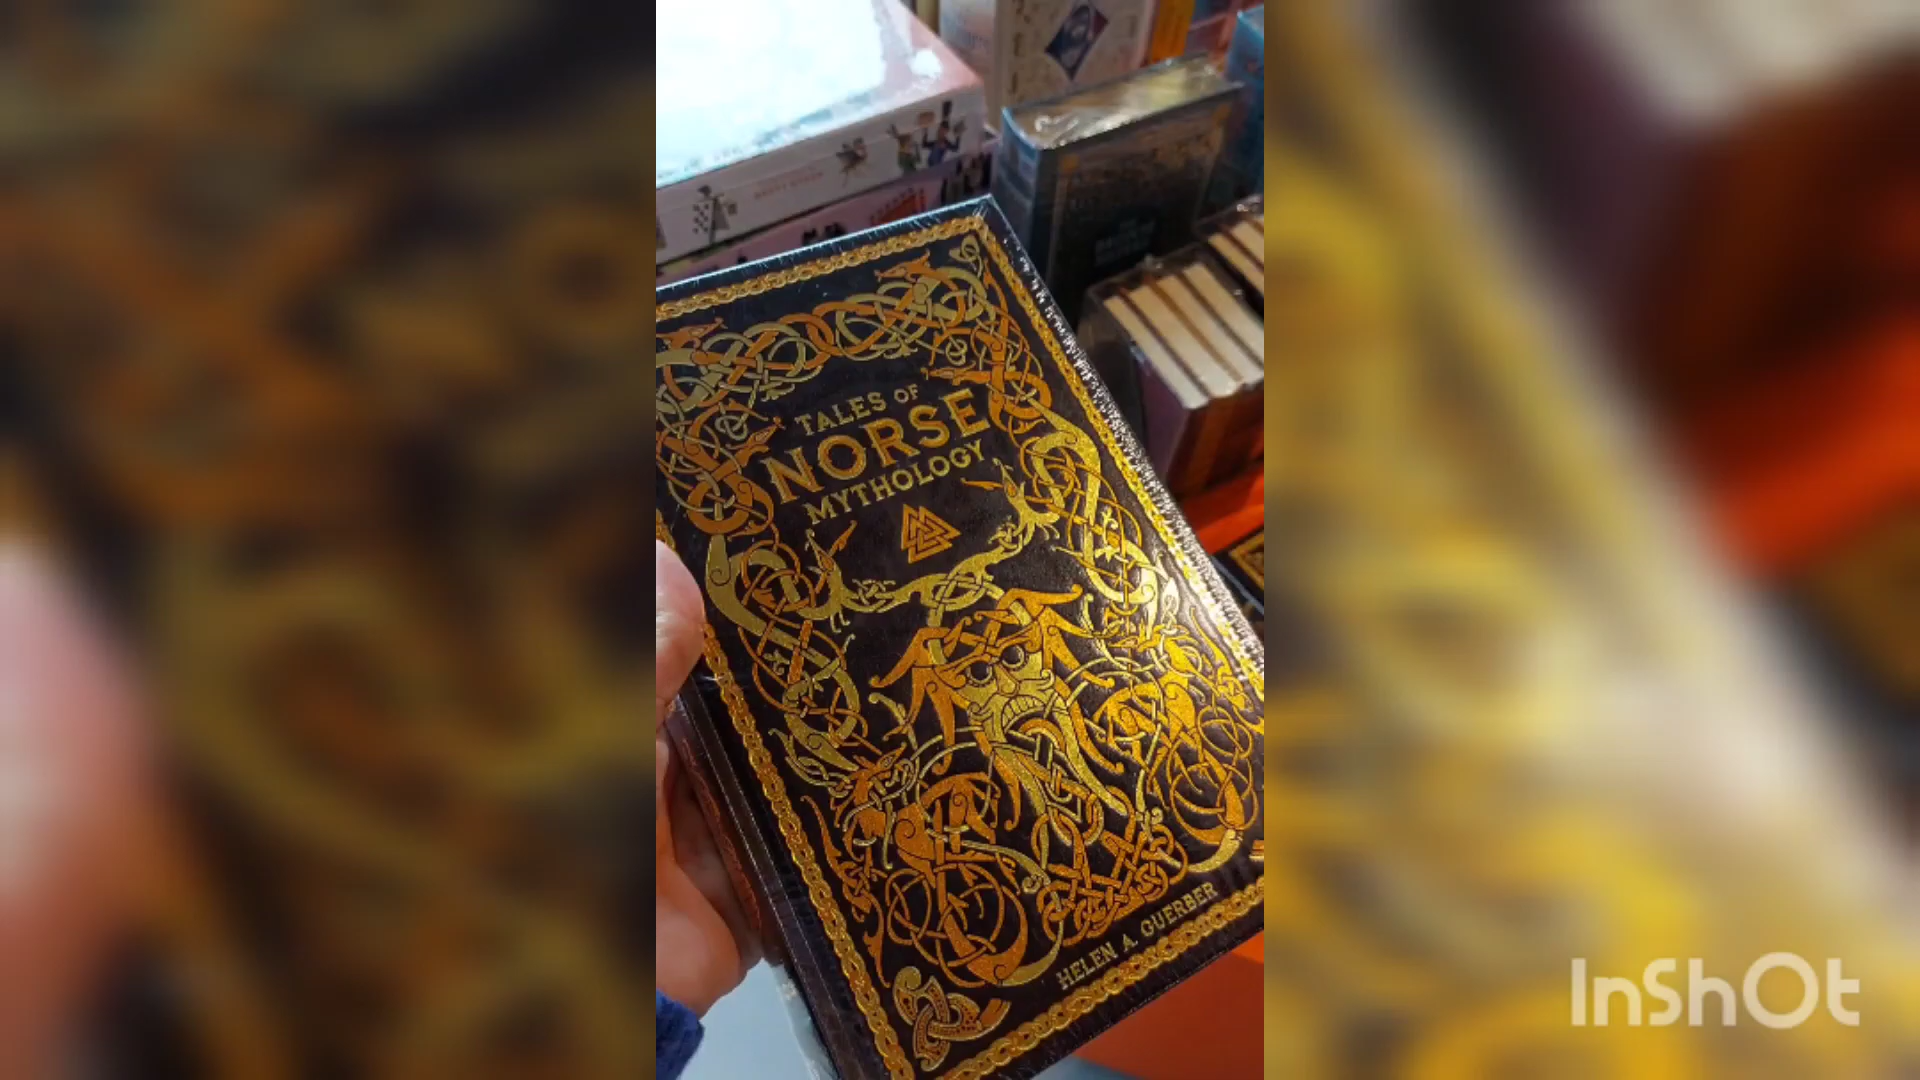 TALES OF
NORSE
MYTHOLOGY
HELEN A. GUERBER
InShOt